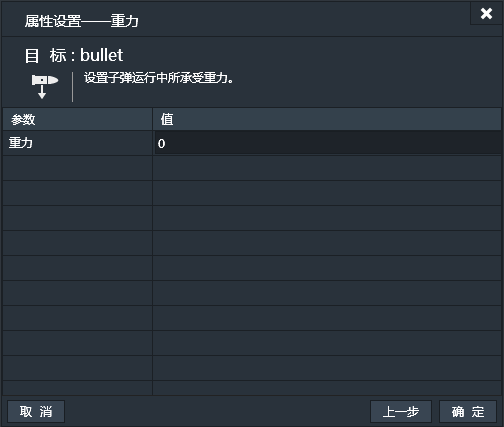 属性设置——重力
目 标 : bullet
设置子弹运行中所承受重力。
参数 值
重力 0
取 消 上一步 确 定